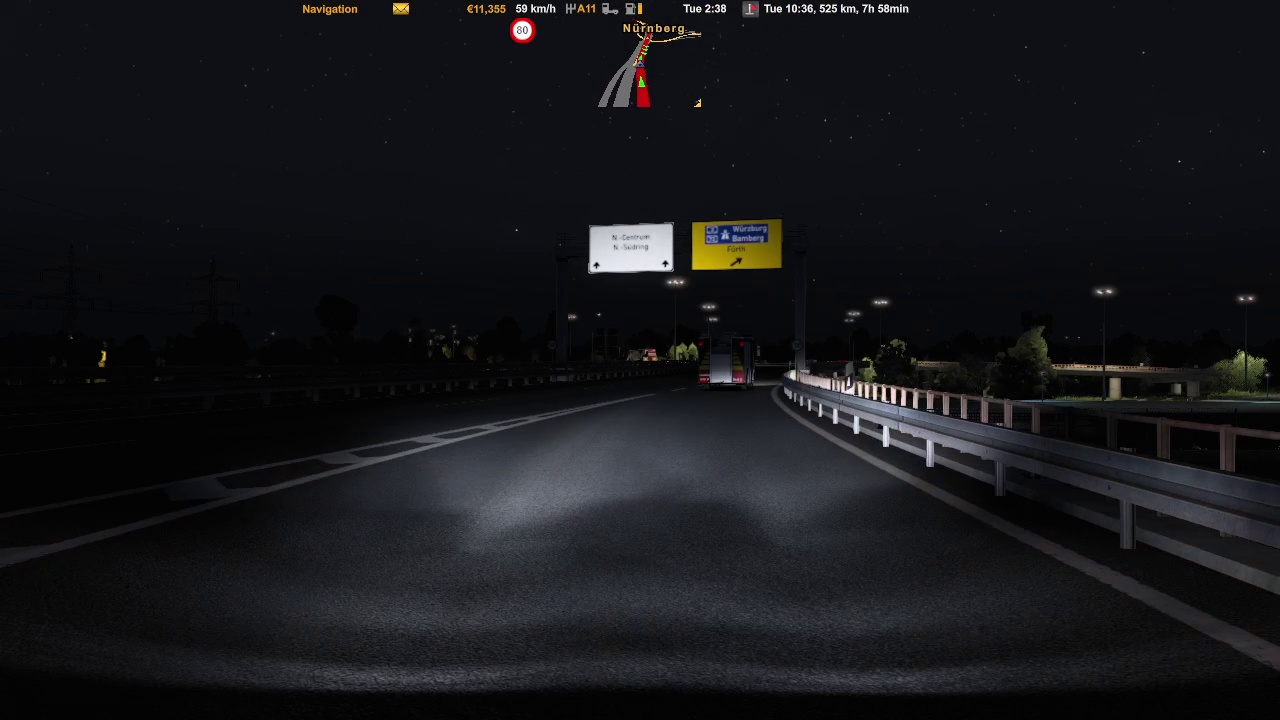 Navigation €11,355 59 km/h A11 Tue 2:38 Tue 10:36, 525 km, 7h 58min
80
Nürnberg
N -Centrum
N -Südring
Würzburg
Bamberg
Fürth